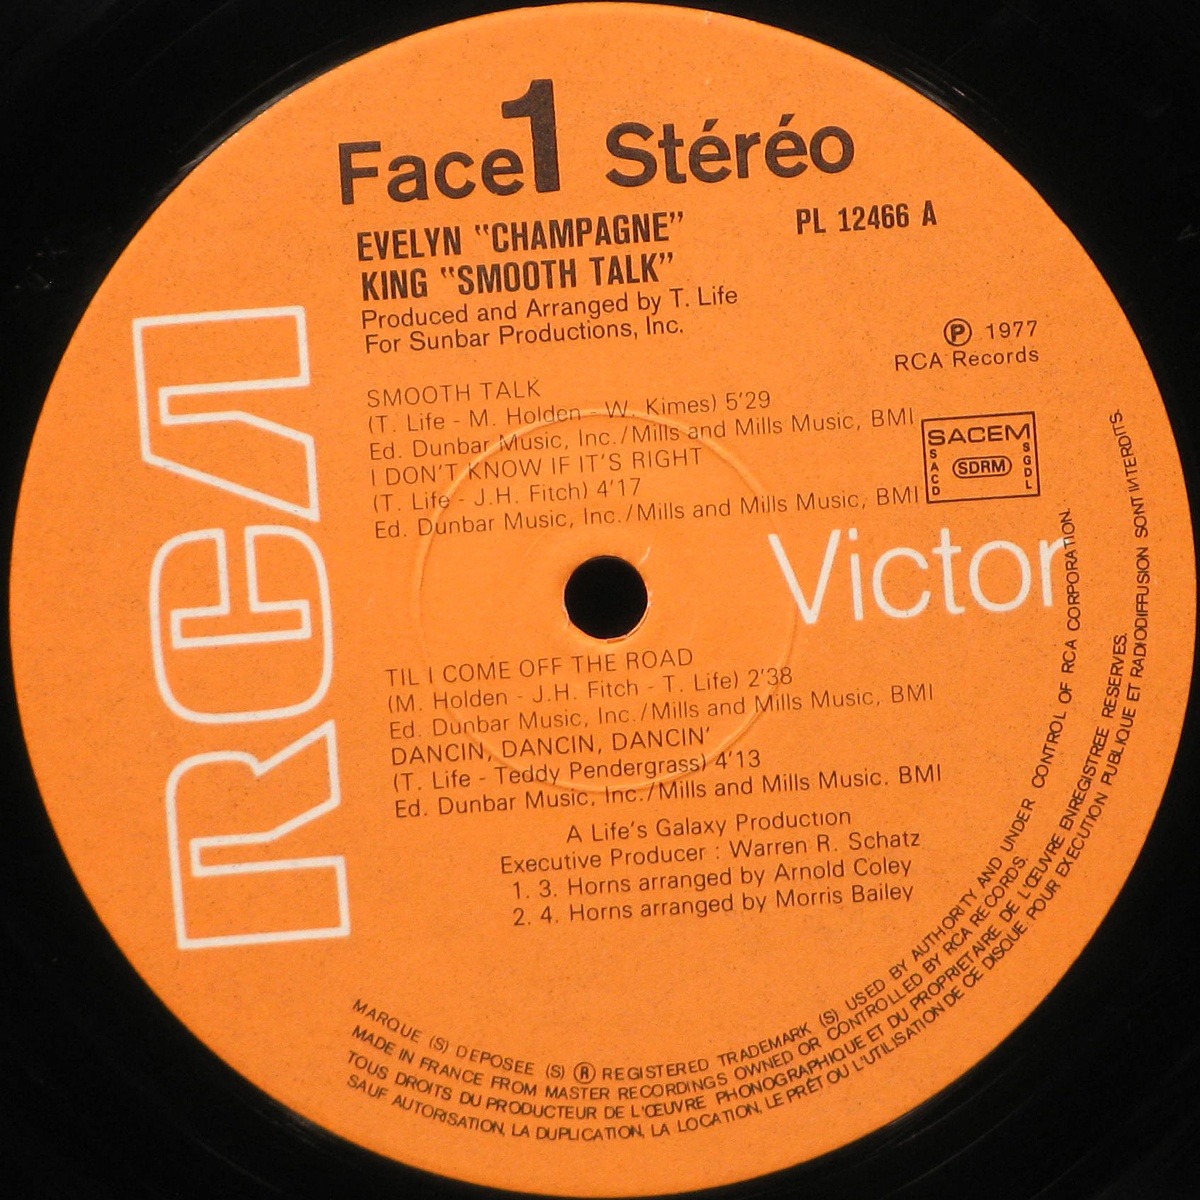 Face 1 Stéréo
EVELYN "CHAMPAGNE"
KING "SMOOTH TALK"
PL 12466 A
Produced and Arranged by T. Life
For Sunbar Productions, Inc.
Ⓟ 1977
RCA Records
SMOOTH TALK
(T. Life - M. Holden - W. Kimes) 5'29
Ed. Dunbar Music, Inc./Mills and Mills Music, BMI
I DON'T KNOW IF IT'S RIGHT
(T. Life - J.H. Fitch) 4'17
Ed. Dunbar Music, Inc./Mills and Mills Music, BMI
SACEM
SACD
SDRM
SGDL
RCA
Victor
TIL I COME OFF THE ROAD
(M. Holden - J.H. Fitch - T. Life) 2'38
Ed. Dunbar Music, Inc./Mills and Mills Music, BMI
DANCIN, DANCIN, DANCIN'
(T. Life - Teddy Pendergrass) 4'13
Ed. Dunbar Music, Inc./Mills and Mills Music. BMI
A Life's Galaxy Production
Executive Producer : Warren R. Schatz
1. 3. Horns arranged by Arnold Coley
2. 4. Horns arranged by Morris Bailey
MARQUE (S) DEPOSEE (S) ® REGISTERED TRADEMARK (S) USED BY AUTHORITY AND UNDER CONTROL OF RCA CORPORATION.
MADE IN FRANCE FROM MASTER RECORDINGS OWNED OR CONTROLLED BY RCA RECORDS.
TOUS DROITS DU PRODUCTEUR DE L'ŒUVRE PHONOGRAPHIQUE ET DU PROPRIETAIRE DE L'ŒUVRE ENREGISTREE RESERVES.
SAUF AUTORISATION, LA DUPLICATION, LA LOCATION, LE PRÊT OU L'UTILISATION DE CE DISQUE POUR EXECUTION PUBLIQUE ET RADIODIFFUSION SONT INTERDITS.